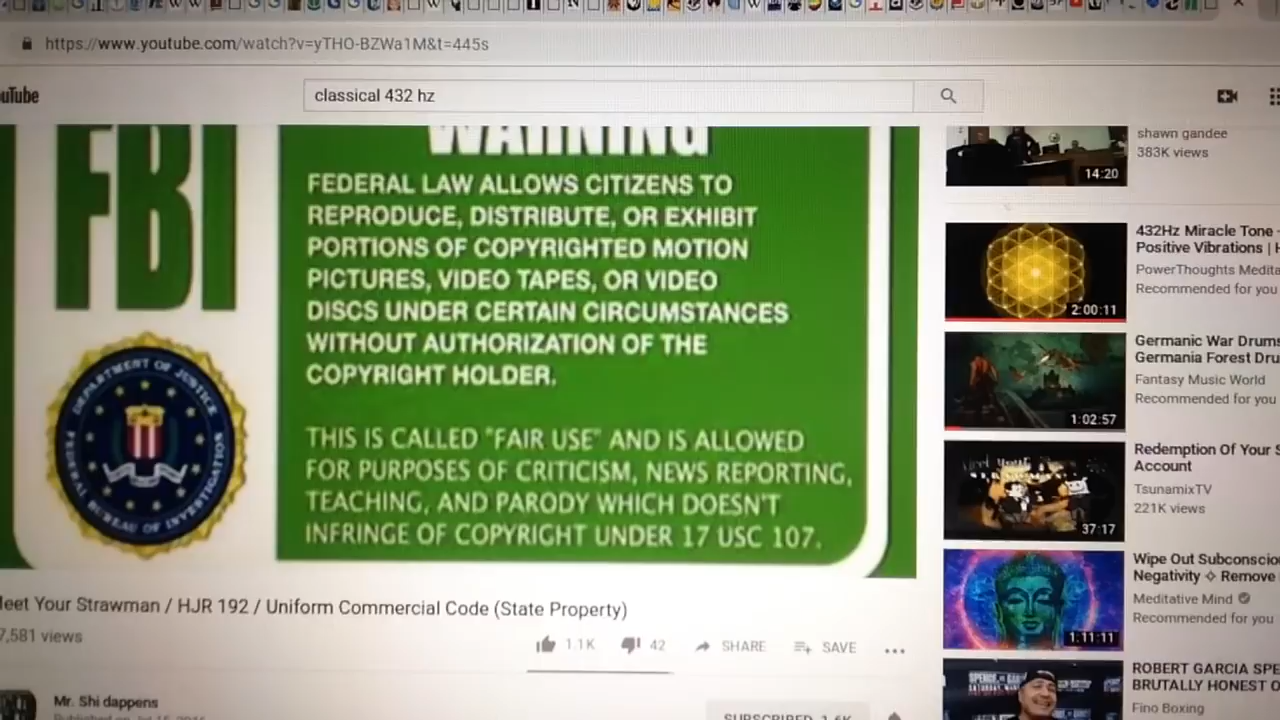 https://www.youtube.com/watch?v=yTHO-BZWa1M&t=445s
uTube
classical 432 hz
FBI
WARNING
FEDERAL LAW ALLOWS CITIZENS TO
REPRODUCE, DISTRIBUTE, OR EXHIBIT
PORTIONS OF COPYRIGHTED MOTION
PICTURES, VIDEO TAPES, OR VIDEO
DISCS UNDER CERTAIN CIRCUMSTANCES
WITHOUT AUTHORIZATION OF THE
COPYRIGHT HOLDER.
THIS IS CALLED "FAIR USE" AND IS ALLOWED
FOR PURPOSES OF CRITICISM, NEWS REPORTING,
TEACHING, AND PARODY WHICH DOESN'T
INFRINGE OF COPYRIGHT UNDER 17 USC 107.
DEPARTMENT OF JUSTICE
FEDERAL BUREAU OF INVESTIGATION
eet Your Strawman / HJR 192 / Uniform Commercial Code (State Property)
7,581 views
1.1K
42
SHARE
SAVE
Mr. Shi dappens
SUBSCRIBED 1.6K
shawn gandee
383K views
14:20
432Hz Miracle Tone -
Positive Vibrations |
PowerThoughts Medita
Recommended for you
2:00:11
Germanic War Drums
Germania Forest Dru
Fantasy Music World
Recommended for you
1:02:57
Redemption Of Your S
Account
TsunamixTV
221K views
37:17
Wipe Out Subconscio
Negativity ✧ Remove
Meditative Mind
Recommended for you
1:11:11
ROBERT GARCIA SPE
BRUTALLY HONEST O
Fino Boxing